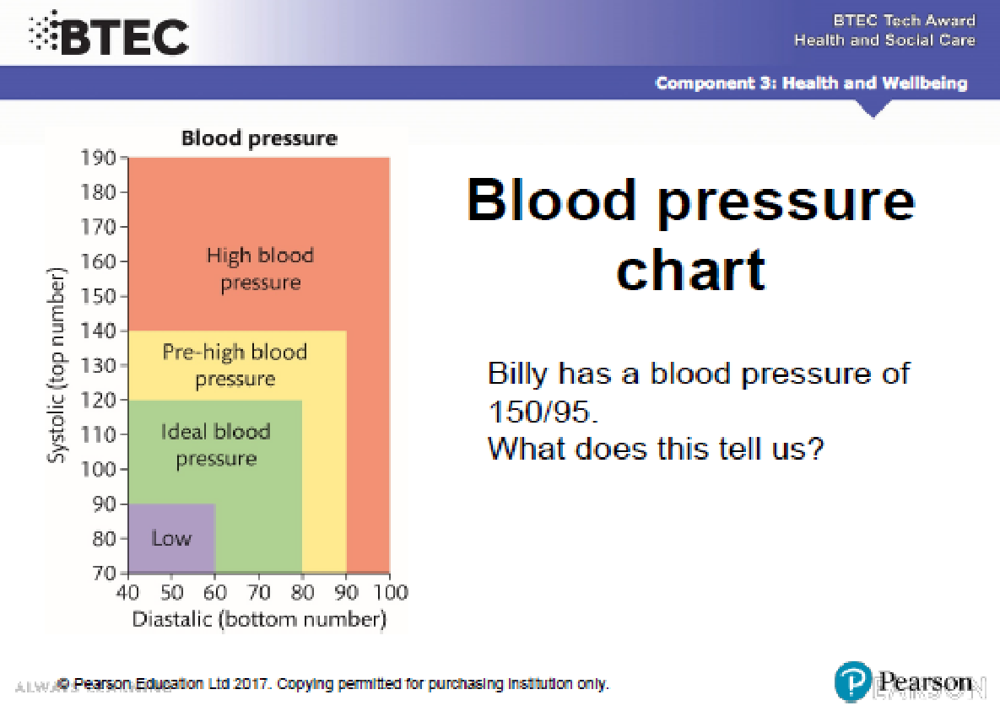 BTEC
BTEC Tech Award
Health and Social Care
Component 3: Health and Wellbeing
Blood pressure
190
180
170
160
150
140
130
120
110
100
90
80
70
Systolic (top number)
High blood
pressure
Pre-high blood
pressure
Ideal blood
pressure
Low
40 50 60 70 80 90 100
Diastalic (bottom number)
Blood pressure
chart
Billy has a blood pressure of
150/95.
What does this tell us?
ALWAYS LEARNING
© Pearson Education Ltd 2017. Copying permitted for purchasing institution only.
Pearson
PEARSON